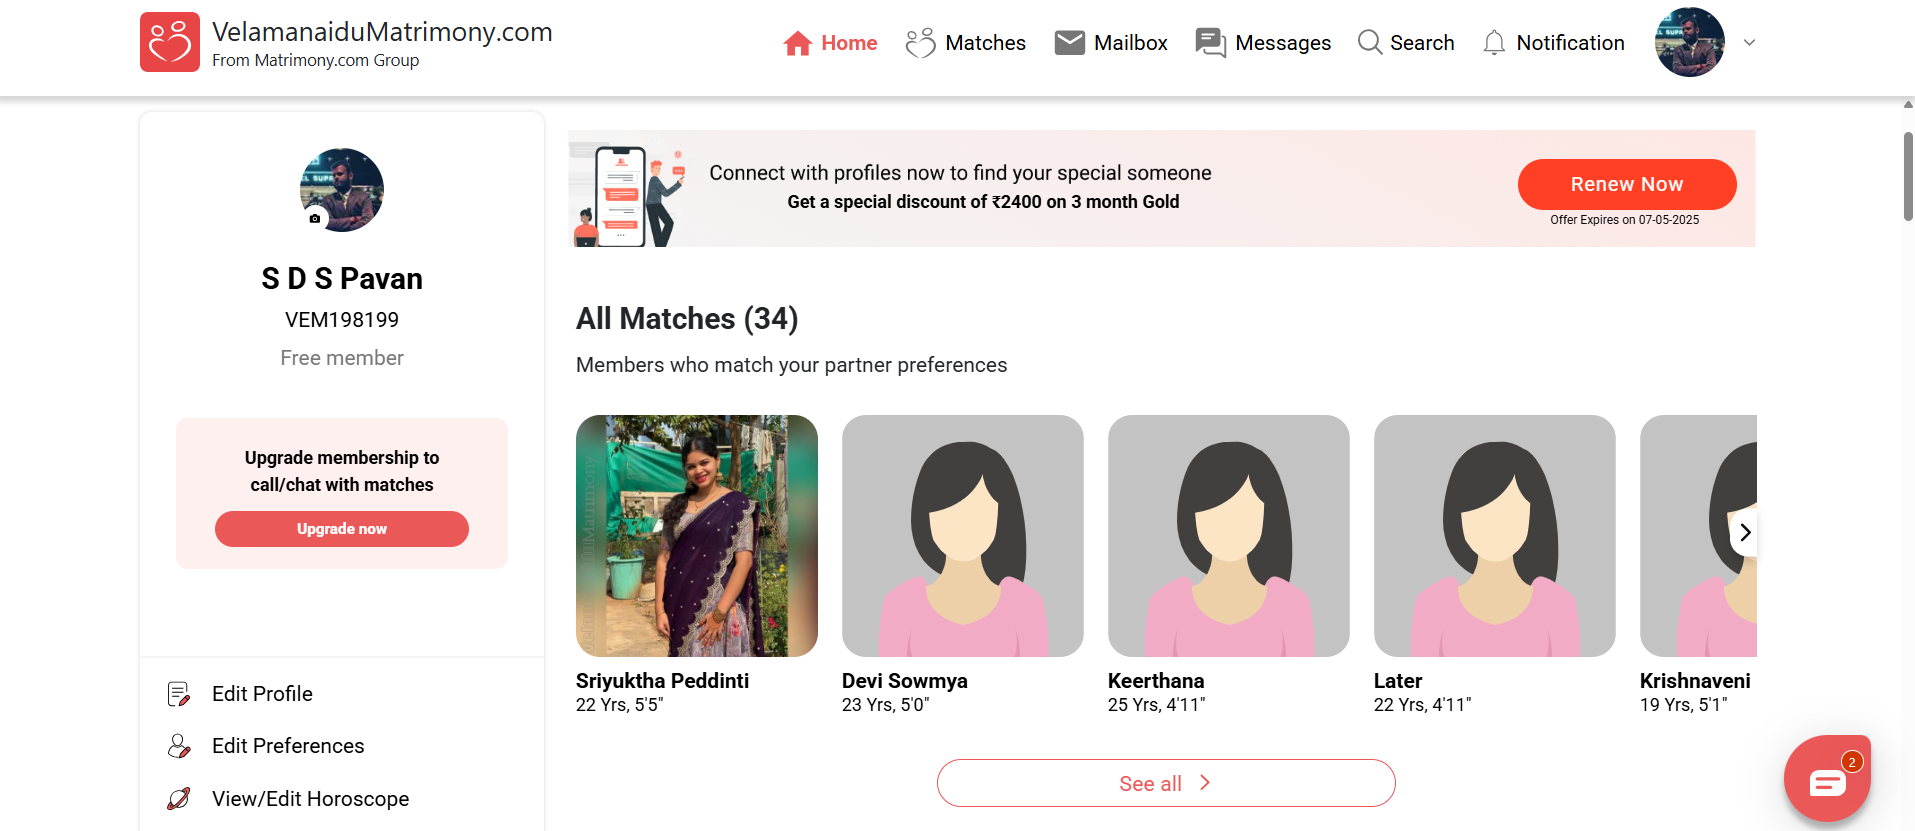 VelamanaiduMatrimony.com
From Matrimony.com Group
Home
Matches
Mailbox
Messages
Search
Notification
S D S Pavan
VEM198199
Free member
Upgrade membership to
call/chat with matches
Upgrade now
Edit Profile
Edit Preferences
View/Edit Horoscope
Connect with profiles now to find your special someone
Get a special discount of ₹2400 on 3 month Gold
Renew Now
Offer Expires on 07-05-2025
All Matches (34)
Members who match your partner preferences
Sriyuktha Peddinti
22 Yrs, 5'5"
Devi Sowmya
23 Yrs, 5'0"
Keerthana
25 Yrs, 4'11"
Later
22 Yrs, 4'11"
Krishnaveni
19 Yrs, 5'1"
See all
2